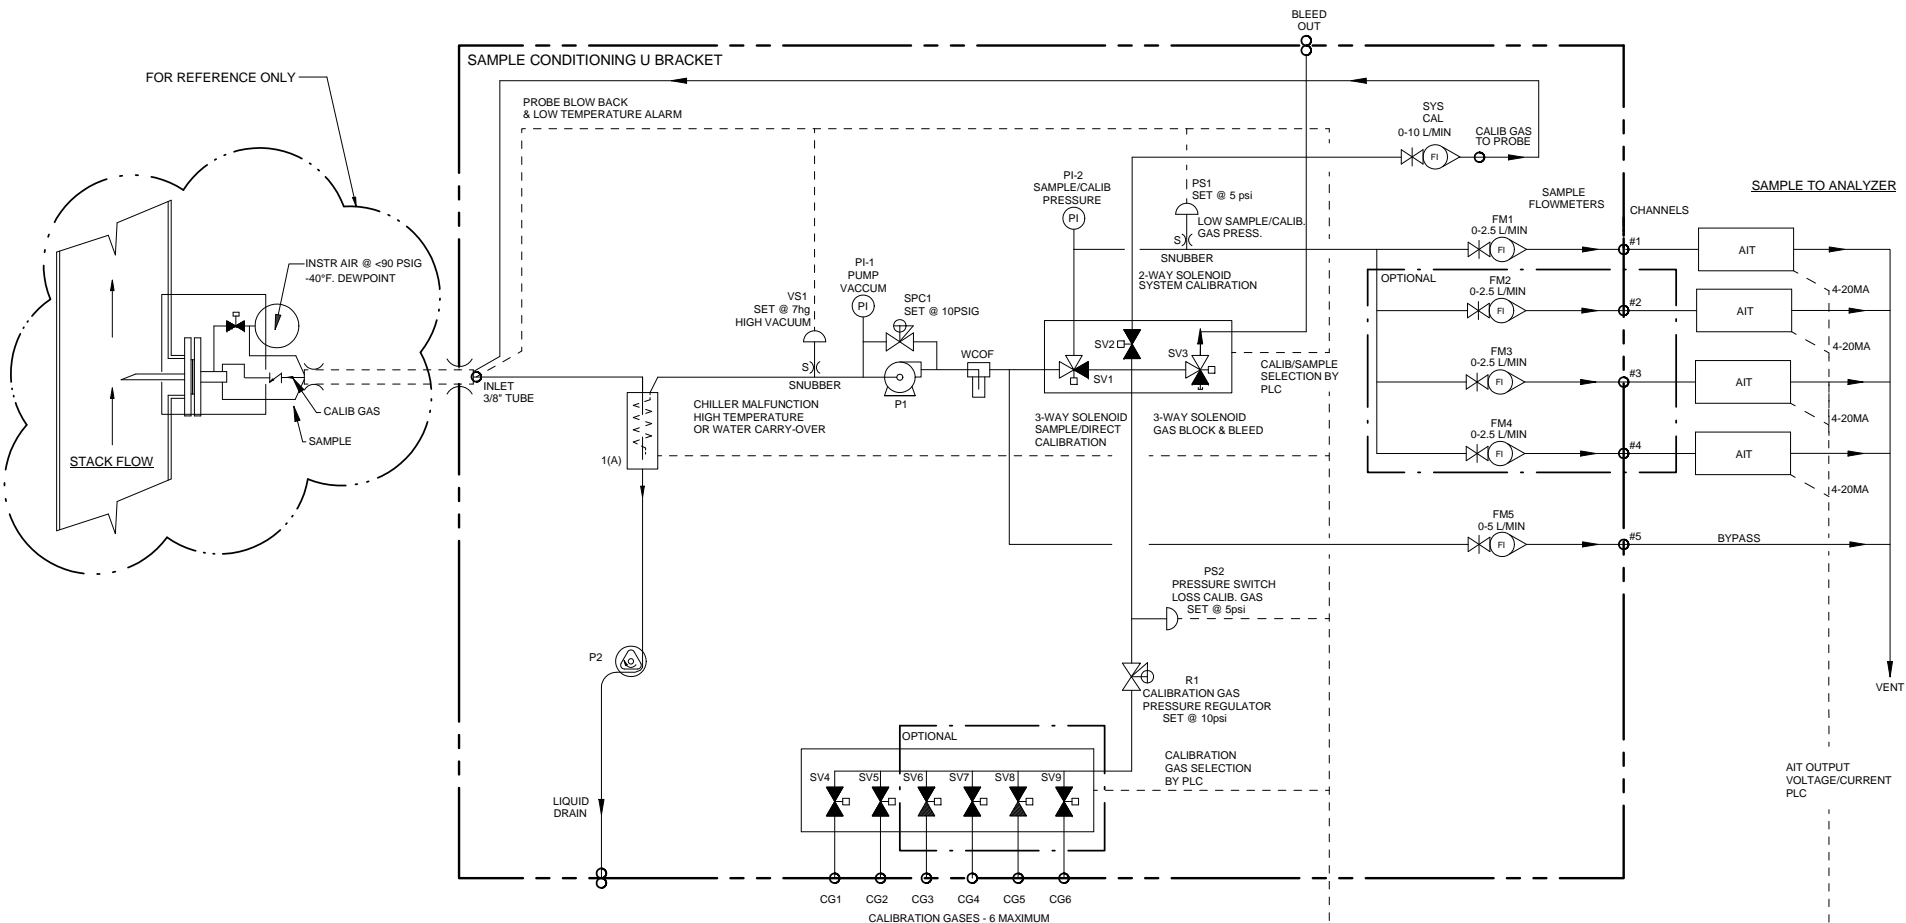 BLEED
OUT
SAMPLE CONDITIONING U BRACKET
FOR REFERENCE ONLY
PROBE BLOW BACK
& LOW TEMPERATURE ALARM
SYS
CAL
0-10 L/MIN
FI
CALIB GAS
TO PROBE
PI-2
SAMPLE/CALIB
PRESSURE
PI
PS1
SET @ 5 psi
S
LOW SAMPLE/CALIB.
GAS PRESS.
SNUBBER
SAMPLE
FLOWMETERS
CHANNELS
SAMPLE TO ANALYZER
FM1
0-2.5 L/MIN
FI
#1
AIT
4-20MA
OPTIONAL
FM2
0-2.5 L/MIN
FI
#2
AIT
4-20MA
FM3
0-2.5 L/MIN
FI
#3
AIT
4-20MA
FM4
0-2.5 L/MIN
FI
#4
AIT
4-20MA
FM5
0-5 L/MIN
FI
#5
BYPASS
VENT
INSTR AIR @ <90 PSIG
-40°F. DEWPOINT
CALIB GAS
SAMPLE
STACK FLOW
INLET
3/8" TUBE
VS1
SET @ 7hg
HIGH VACUUM
S
SNUBBER
PI-1
PUMP
VACCUM
PI
SPC1
SET @ 10PSIG
P1
WCOF
2-WAY SOLENOID
SYSTEM CALIBRATION
SV2
SV3
SV1
CALIB/SAMPLE
SELECTION BY
PLC
3-WAY SOLENOID
SAMPLE/DIRECT
CALIBRATION
3-WAY SOLENOID
GAS BLOCK & BLEED
CHILLER MALFUNCTION
HIGH TEMPERATURE
OR WATER CARRY-OVER
1(A)
PS2
PRESSURE SWITCH
LOSS CALIB. GAS
SET @ 5psi
P2
R1
CALIBRATION GAS
PRESSURE REGULATOR
SET @ 10psi
OPTIONAL
CALIBRATION
GAS SELECTION
BY PLC
SV4
SV5
SV6
SV7
SV8
SV9
LIQUID
DRAIN
AIT OUTPUT
VOLTAGE/CURRENT
PLC
CG1
CG2
CG3
CG4
CG5
CG6
CALIBRATION GASES - 6 MAXIMUM